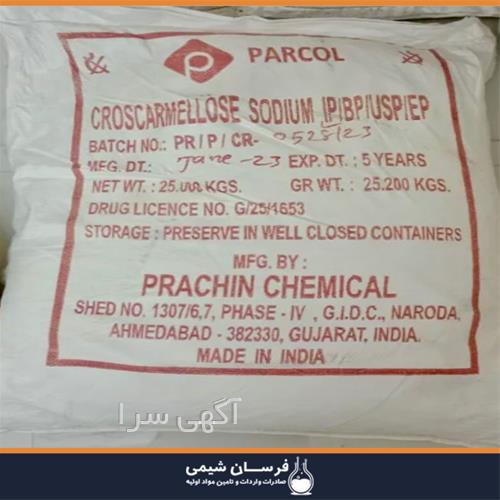 PARCOL
CROSCARMELLOSE SODIUM IP/BP/USP/EP
BATCH NO.: PR/P/CR- 0528/23
MFG. DT.: June-23 EXP. DT.: 5 YEARS
NET WT. : 25.000 KGS. GR WT. : 25.200 KGS.
DRUG LICENCE NO. G/25/1653
STORAGE : PRESERVE IN WELL CLOSED CONTAINERS
MFG. BY :
PRACHIN CHEMICAL
SHED NO. 1307/6,7, PHASE - IV , G.I.D.C., NARODA,
AHMEDABAD - 382330, GUJARAT, INDIA.
MADE IN INDIA
آگهی سرا
فرسان شیمی
صادرات واردات و تامین مواد اولیه